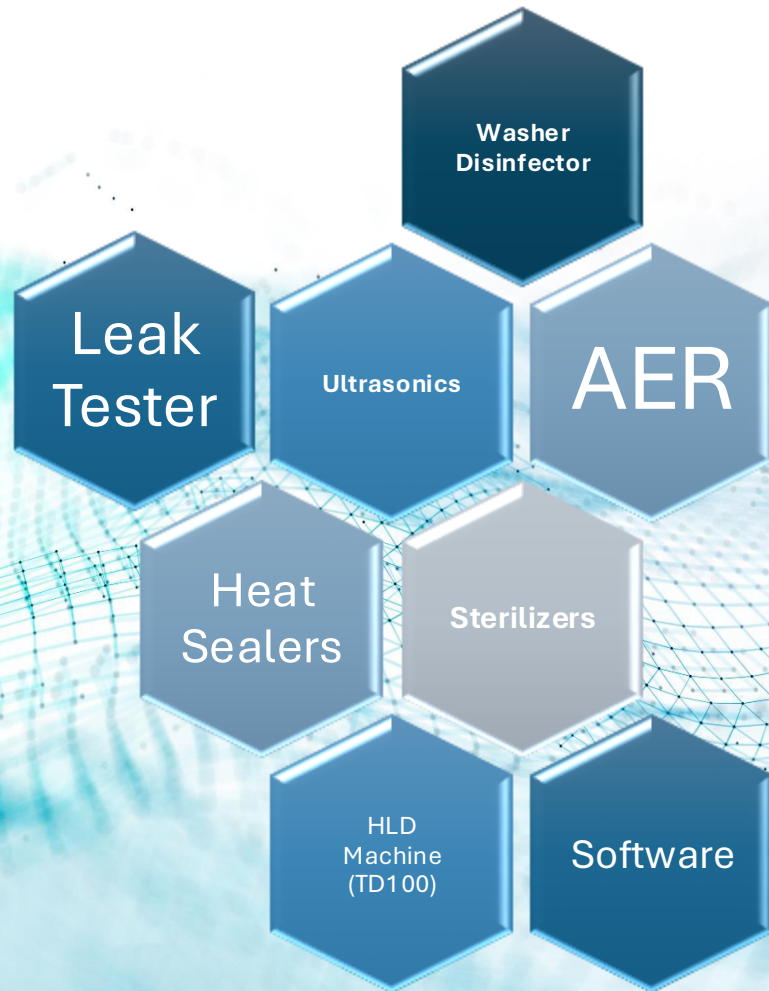 Washer
Disinfector
Leak
Tester
Ultrasonics
AER
Heat
Sealers
Sterilizers
HLD
Machine
(TD100)
Software